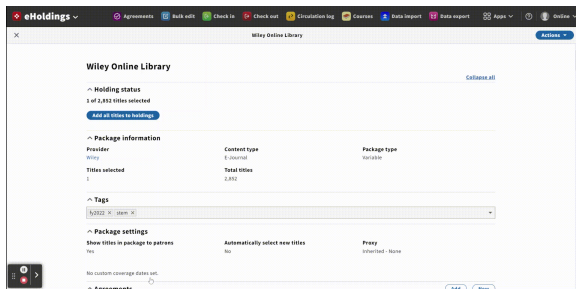 eHoldings
Agreements
Bulk edit
Check in
Check out
Circulation log
Courses
Data import
Data export
Apps
Online
Wiley Online Library
Actions
Wiley Online Library
Collapse all
Holding status
1 of 2,852 titles selected
Add all titles to holdings
Package information
Provider
Content type
Package type
Wiley
E-Journal
Variable
Titles selected
Total titles
1
2,852
Tags
fy2022 × stem ×
Package settings
Show titles in package to patrons
Automatically select new titles
Proxy
Yes
No
Inherited - None
No custom coverage dates set.
Agreements
Add
New